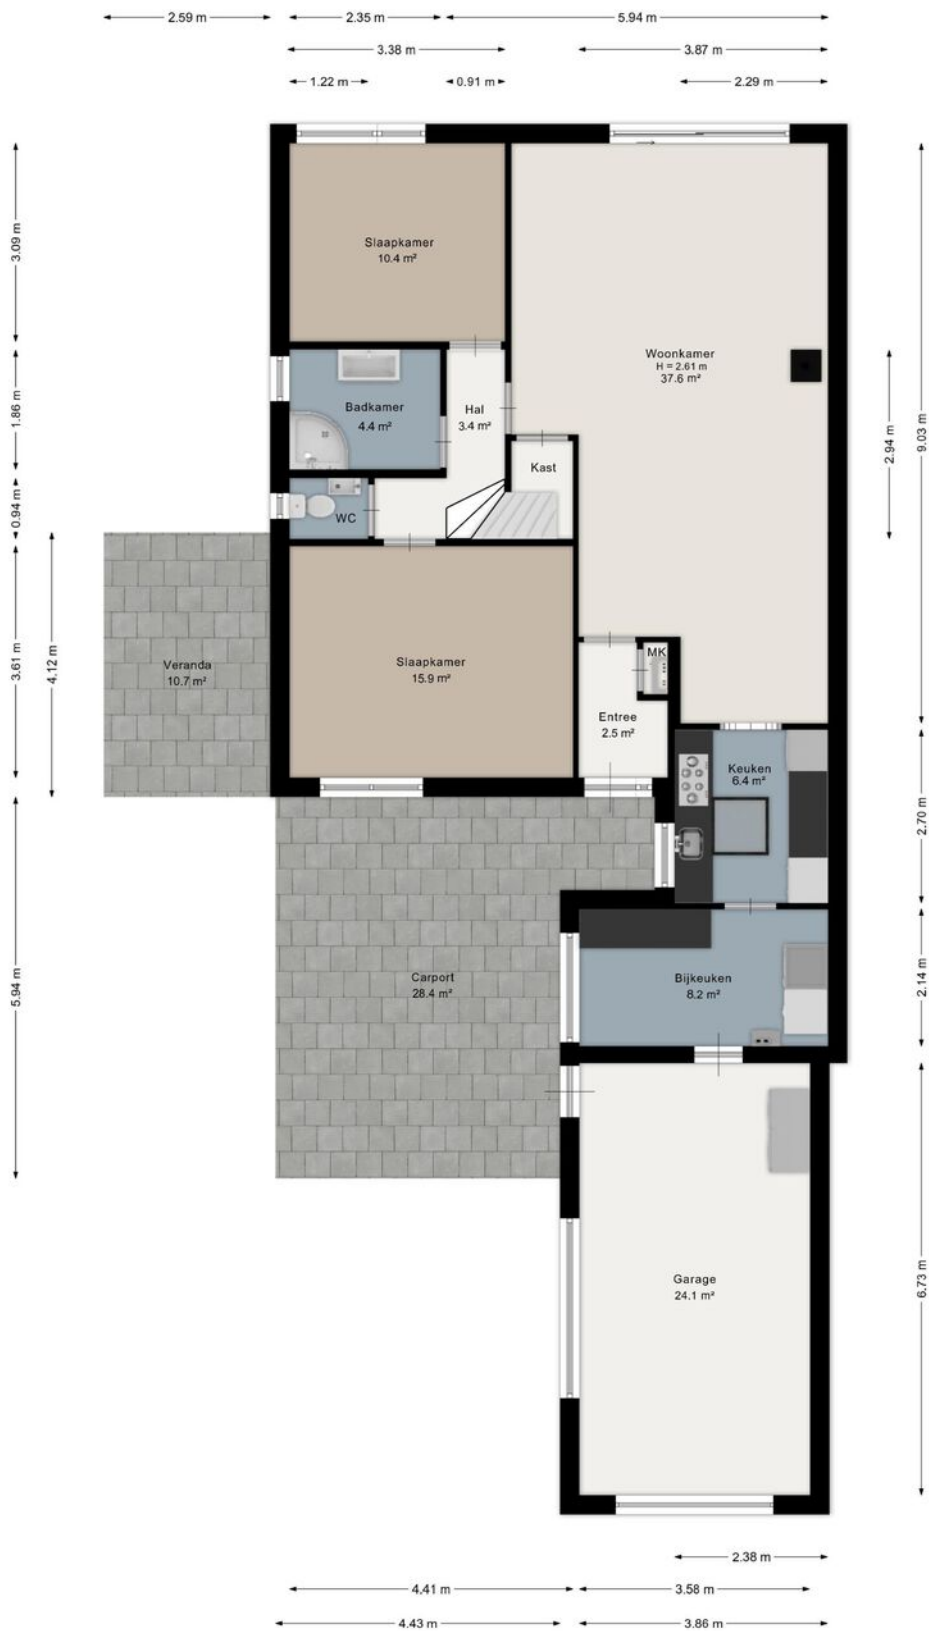 2.59 m
2.35 m
5.94 m
3.38 m
3.87 m
1.22 m
0.91 m
2.29 m
3.09 m
1.86 m
0.94 m
3.61 m
4.12 m
5.94 m
Slaapkamer
10.4 m²
Woonkamer
H = 2.61 m
37.6 m²
Badkamer
4.4 m²
Hal
3.4 m²
Kast
WC
Veranda
10.7 m²
Slaapkamer
15.9 m²
MK
Entree
2.5 m²
Keuken
6.4 m²
Carport
28.4 m²
Bijkeuken
8.2 m²
Garage
24.1 m²
2.94 m
9.03 m
2.70 m
2.14 m
6.73 m
2.38 m
4.41 m
3.58 m
4.43 m
3.86 m